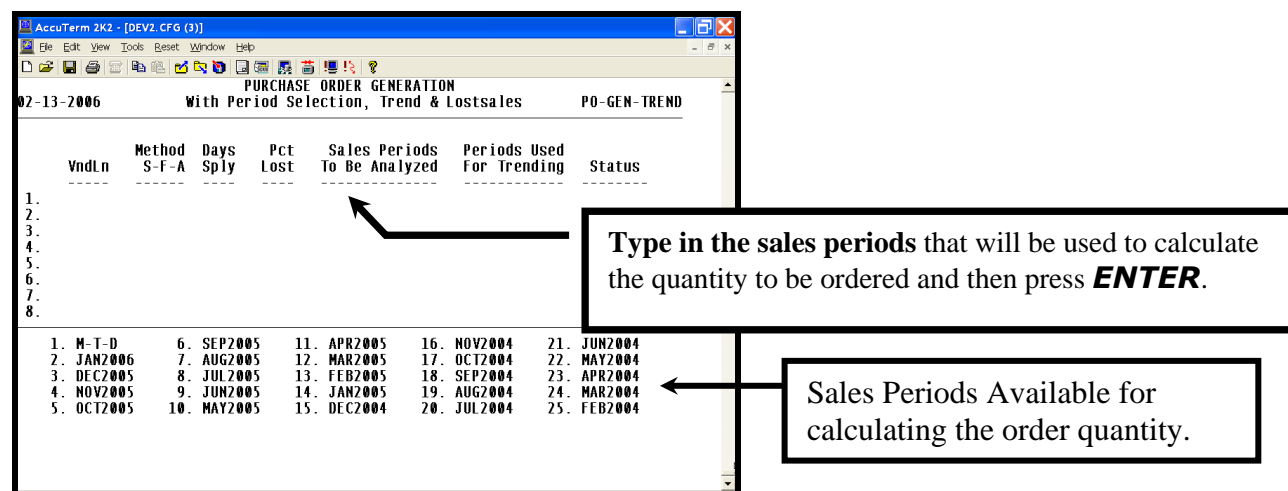 AccuTerm 2K2 - [DEV2.CFG (3)]
File Edit View Tools Reset Window Help
PURCHASE ORDER GENERATION
02-13-2006 With Period Selection, Trend & Lostsales PO-GEN-TREND
Method Days Pct Sales Periods Periods Used
VndLn S-F-A Sply Lost To Be Analyzed For Trending Status
----- ------ ---- ---- -------------- ------------ --------
1.
2.
3.
4.
5.
6.
7.
8.
Type in the sales periods that will be used to calculate
the quantity to be ordered and then press ENTER.
1. M-T-D 6. SEP2005 11. APR2005 16. NOV2004 21. JUN2004
2. JAN2006 7. AUG2005 12. MAR2005 17. OCT2004 22. MAY2004
3. DEC2005 8. JUL2005 13. FEB2005 18. SEP2004 23. APR2004
4. NOV2005 9. JUN2005 14. JAN2005 19. AUG2004 24. MAR2004
5. OCT2005 10. MAY2005 15. DEC2004 20. JUL2004 25. FEB2004
Sales Periods Available for
calculating the order quantity.